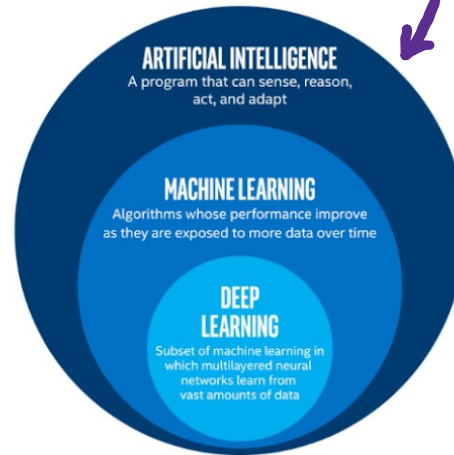 ARTIFICIAL INTELLIGENCE
A program that can sense, reason,
act, and adapt
MACHINE LEARNING
Algorithms whose performance improve
as they are exposed to more data over time
DEEP
LEARNING
Subset of machine learning in
which multilayered neural
networks learn from
vast amounts of data